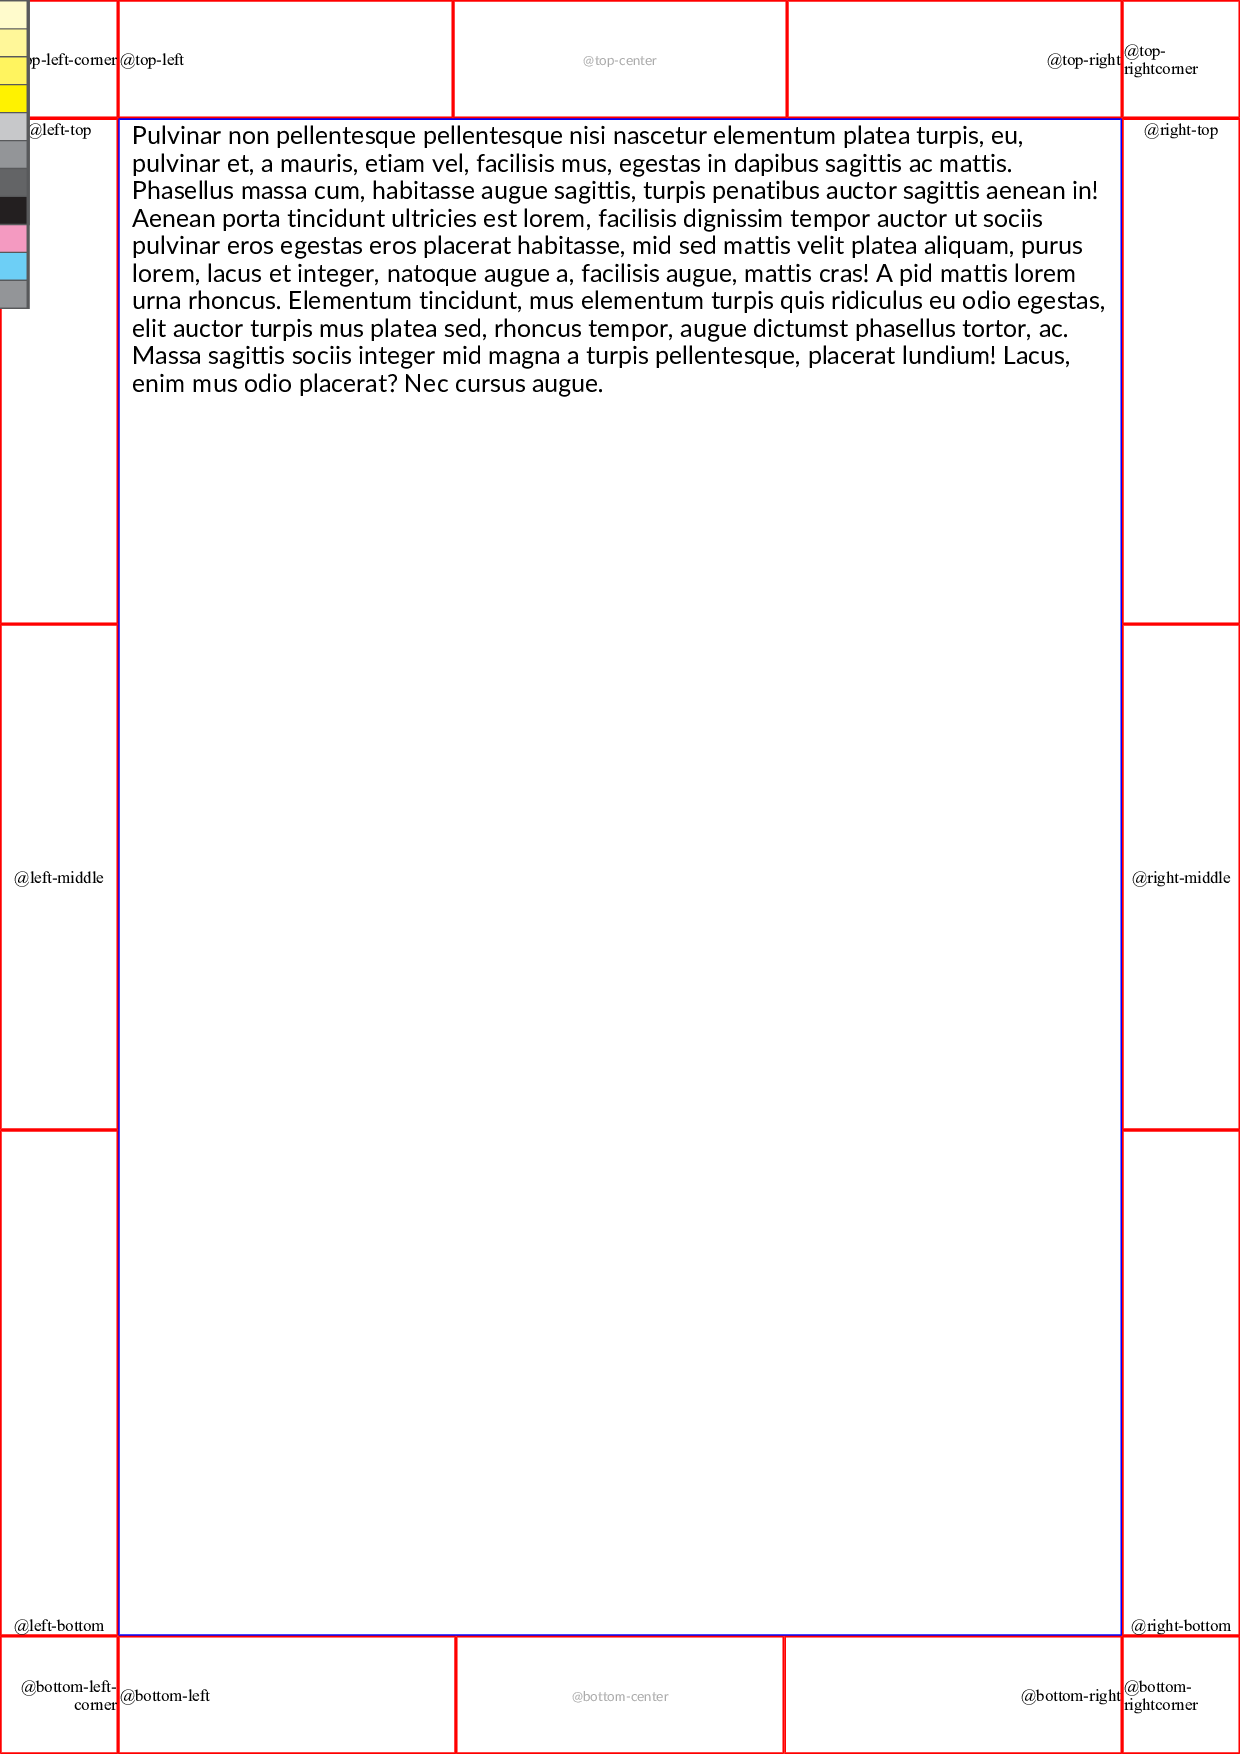 @top-left
@top-center
@top-right
@top-
rightcorner
@left-top
@right-top
Pulvinar non pellentesque pellentesque nisi nascetur elementum platea turpis, eu,
pulvinar et, a mauris, etiam vel, facilisis mus, egestas in dapibus sagittis ac mattis.
Phasellus massa cum, habitasse augue sagittis, turpis penatibus auctor sagittis aenean in!
Aenean porta tincidunt ultricies est lorem, facilisis dignissim tempor auctor ut sociis
pulvinar eros egestas eros placerat habitasse, mid sed mattis velit platea aliquam, purus
lorem, lacus et integer, natoque augue a, facilisis augue, mattis cras! A pid mattis lorem
urna rhoncus. Elementum tincidunt, mus elementum turpis quis ridiculus eu odio egestas,
elit auctor turpis mus platea sed, rhoncus tempor, augue dictumst phasellus tortor, ac.
Massa sagittis sociis integer mid magna a turpis pellentesque, placerat lundium! Lacus,
enim mus odio placerat? Nec cursus augue.
@left-middle
@right-middle
@left-bottom
@right-bottom
@bottom-left-
corner
@bottom-left
@bottom-center
@bottom-right
@bottom-
rightcorner